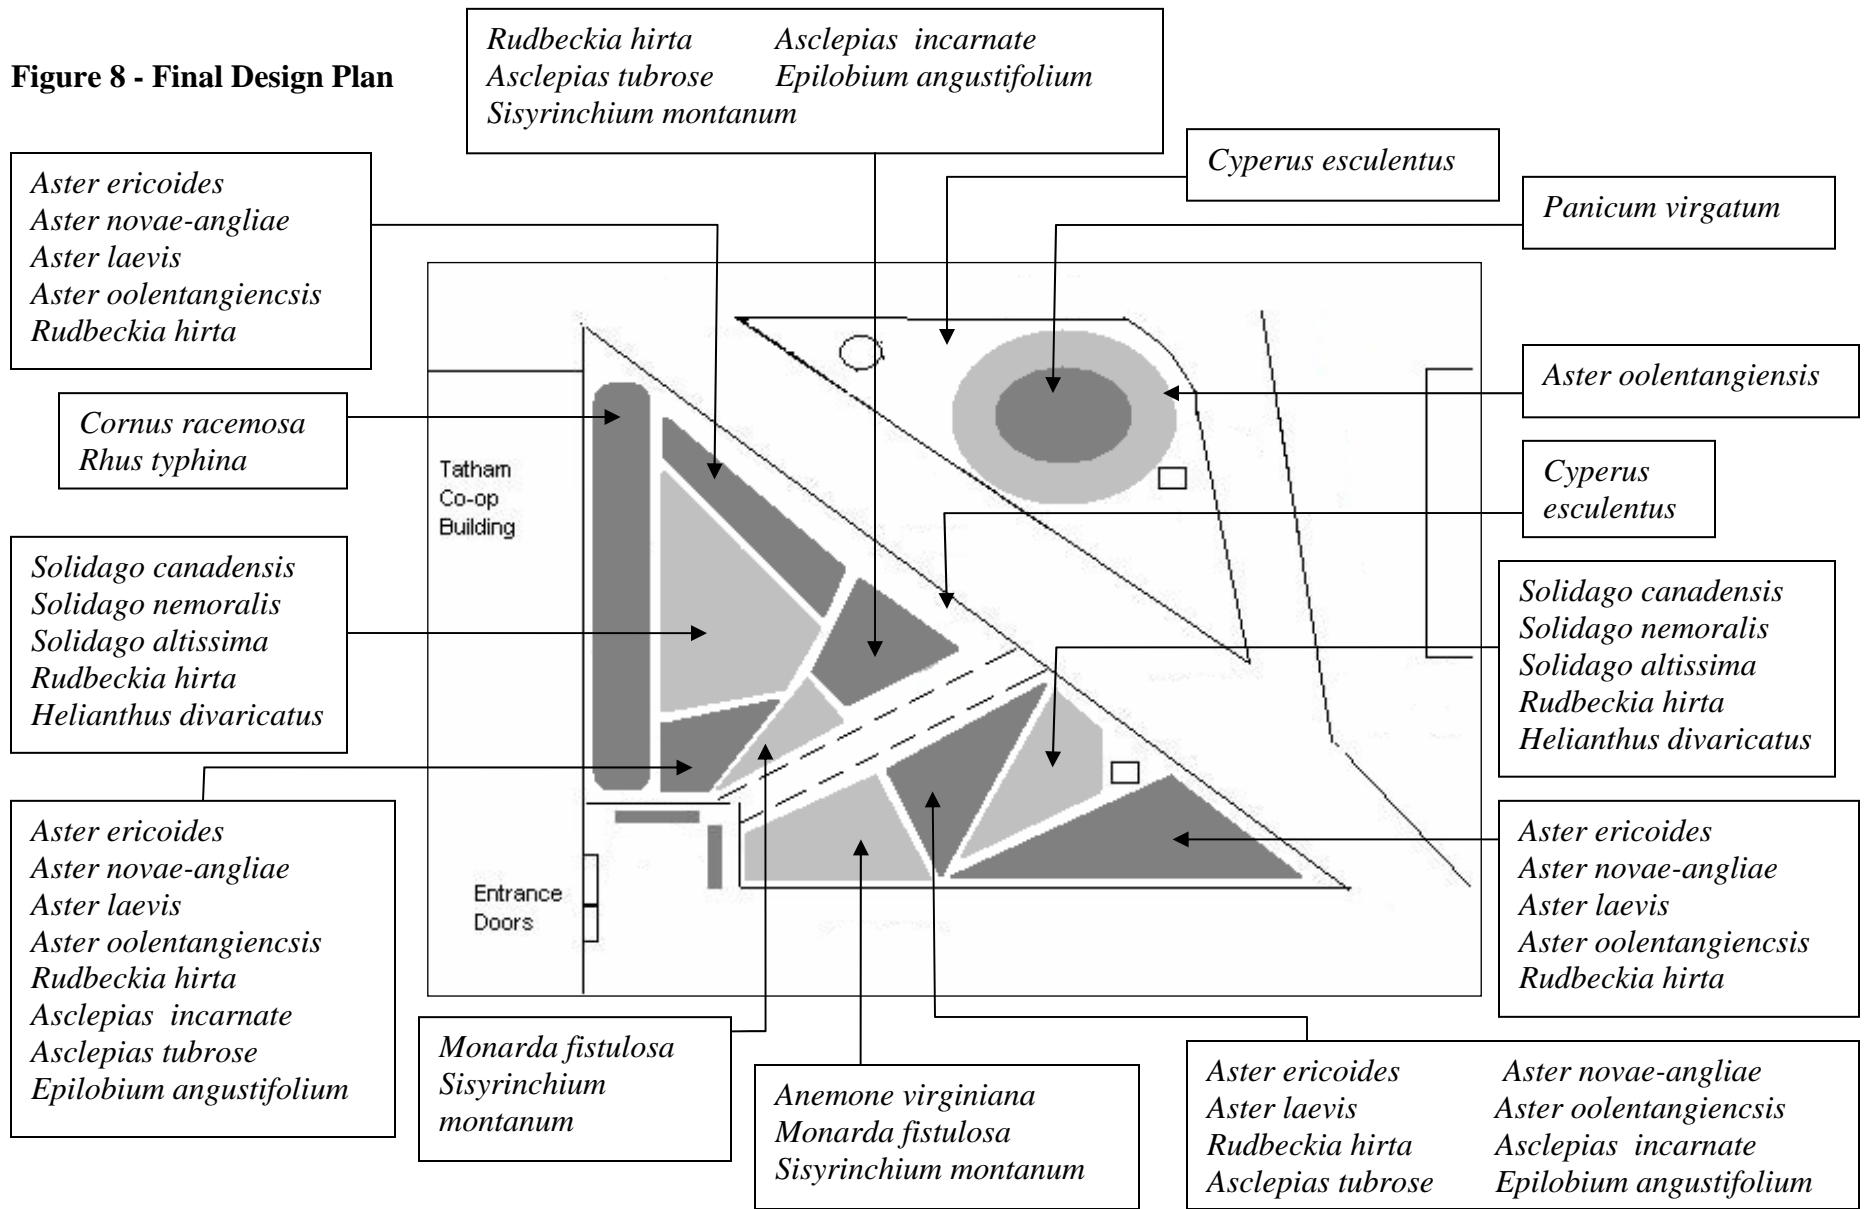 Figure 8 - Final Design Plan
Rudbeckia hirta Asclepias incarnate
Asclepias tubrose Epilobium angustifolium
Sisyrinchium montanum
Cyperus esculentus
Panicum virgatum
Aster ericoides
Aster novae-angliae
Aster laevis
Aster oolentangiencsis
Rudbeckia hirta
Aster oolentangiensis
Cornus racemosa
Rhus typhina
Tatham
Co-op
Building
Cyperus
esculentus
Solidago canadensis
Solidago nemoralis
Solidago altissima
Rudbeckia hirta
Helianthus divaricatus
Solidago canadensis
Solidago nemoralis
Solidago altissima
Rudbeckia hirta
Helianthus divaricatus
Aster ericoides
Aster novae-angliae
Aster laevis
Aster oolentangiencsis
Rudbeckia hirta
Asclepias incarnate
Asclepias tubrose
Epilobium angustifolium
Entrance
Doors
Aster ericoides
Aster novae-angliae
Aster laevis
Aster oolentangiencsis
Rudbeckia hirta
Monarda fistulosa
Sisyrinchium
montanum
Anemone virginiana
Monarda fistulosa
Sisyrinchium montanum
Aster ericoides Aster novae-angliae
Aster laevis Aster oolentangiencsis
Rudbeckia hirta Asclepias incarnate
Asclepias tubrose Epilobium angustifolium